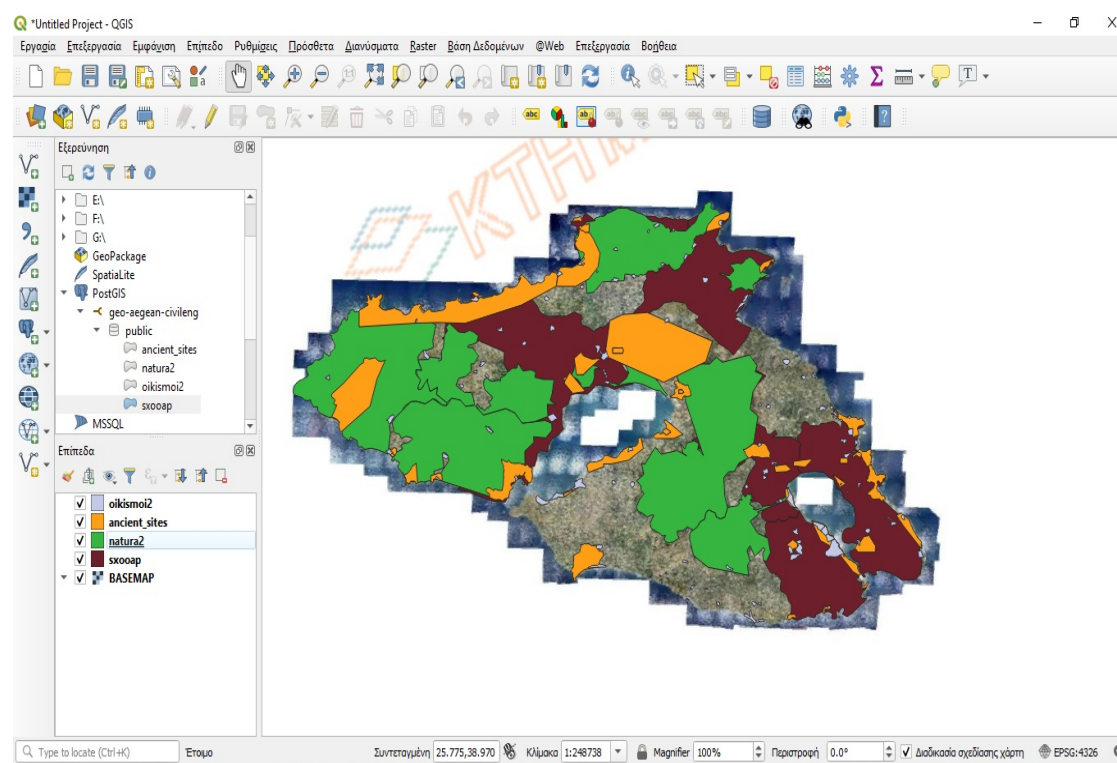 *Untitled Project - QGIS
Εργασία Επεξεργασία Εμφάνιση Επίπεδο Ρυθμίσεις Πρόσθετα Διανύσματα Raster Βάση Δεδομένων @Web Επεξεργασία Βοήθεια
Εξερεύνηση
E:\
F:\
G:\
GeoPackage
SpatiaLite
PostGIS
geo-aegean-civileng
public
ancient_sites
natura2
oikismoi2
sxooap
MSSQL
Επίπεδα
oikismoi2
ancient_sites
natura2
sxooap
BASEMAP
Type to locate (Ctrl+K) Έτοιμο Συντεταγμένη 25.775,38.970 Κλίμακα 1:248738 Magnifier 100% Περιστροφή 0.0° Διαδικασία σχεδίασης χάρτη EPSG:4326